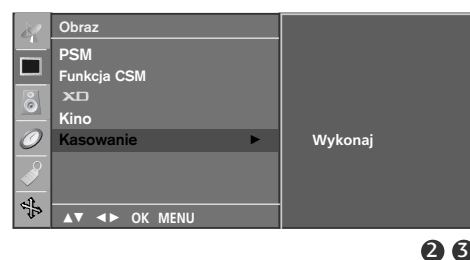 Obraz
PSM
Funkcja CSM
XD
Kino
Kasowanie ►
Wykonaj
▲▼ ◄► OK MENU
2 3